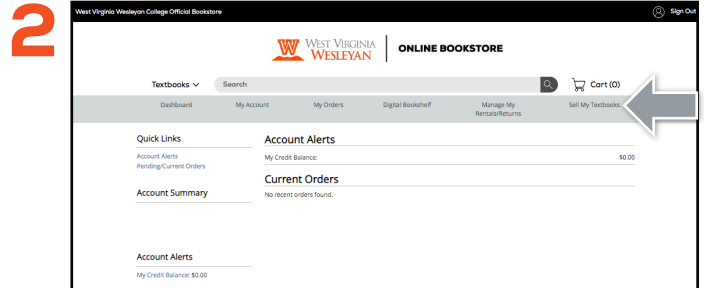 2
West Virginia Wesleyan College Official Bookstore
Sign Out
W
WEST VIRGINIA
WESLEYAN
ONLINE BOOKSTORE
Textbooks
Search
Cart (0)
Dashboard
My Account
My Orders
Digital Bookshelf
Manage My
Rentals/Returns
Sell My Textbooks
Quick Links
Account Alerts
Pending/Current Orders
Account Summary
Account Alerts
My Credit Balance: $0.00
Account Alerts
My Credit Balance: $0.00
Current Orders
No recent orders found.